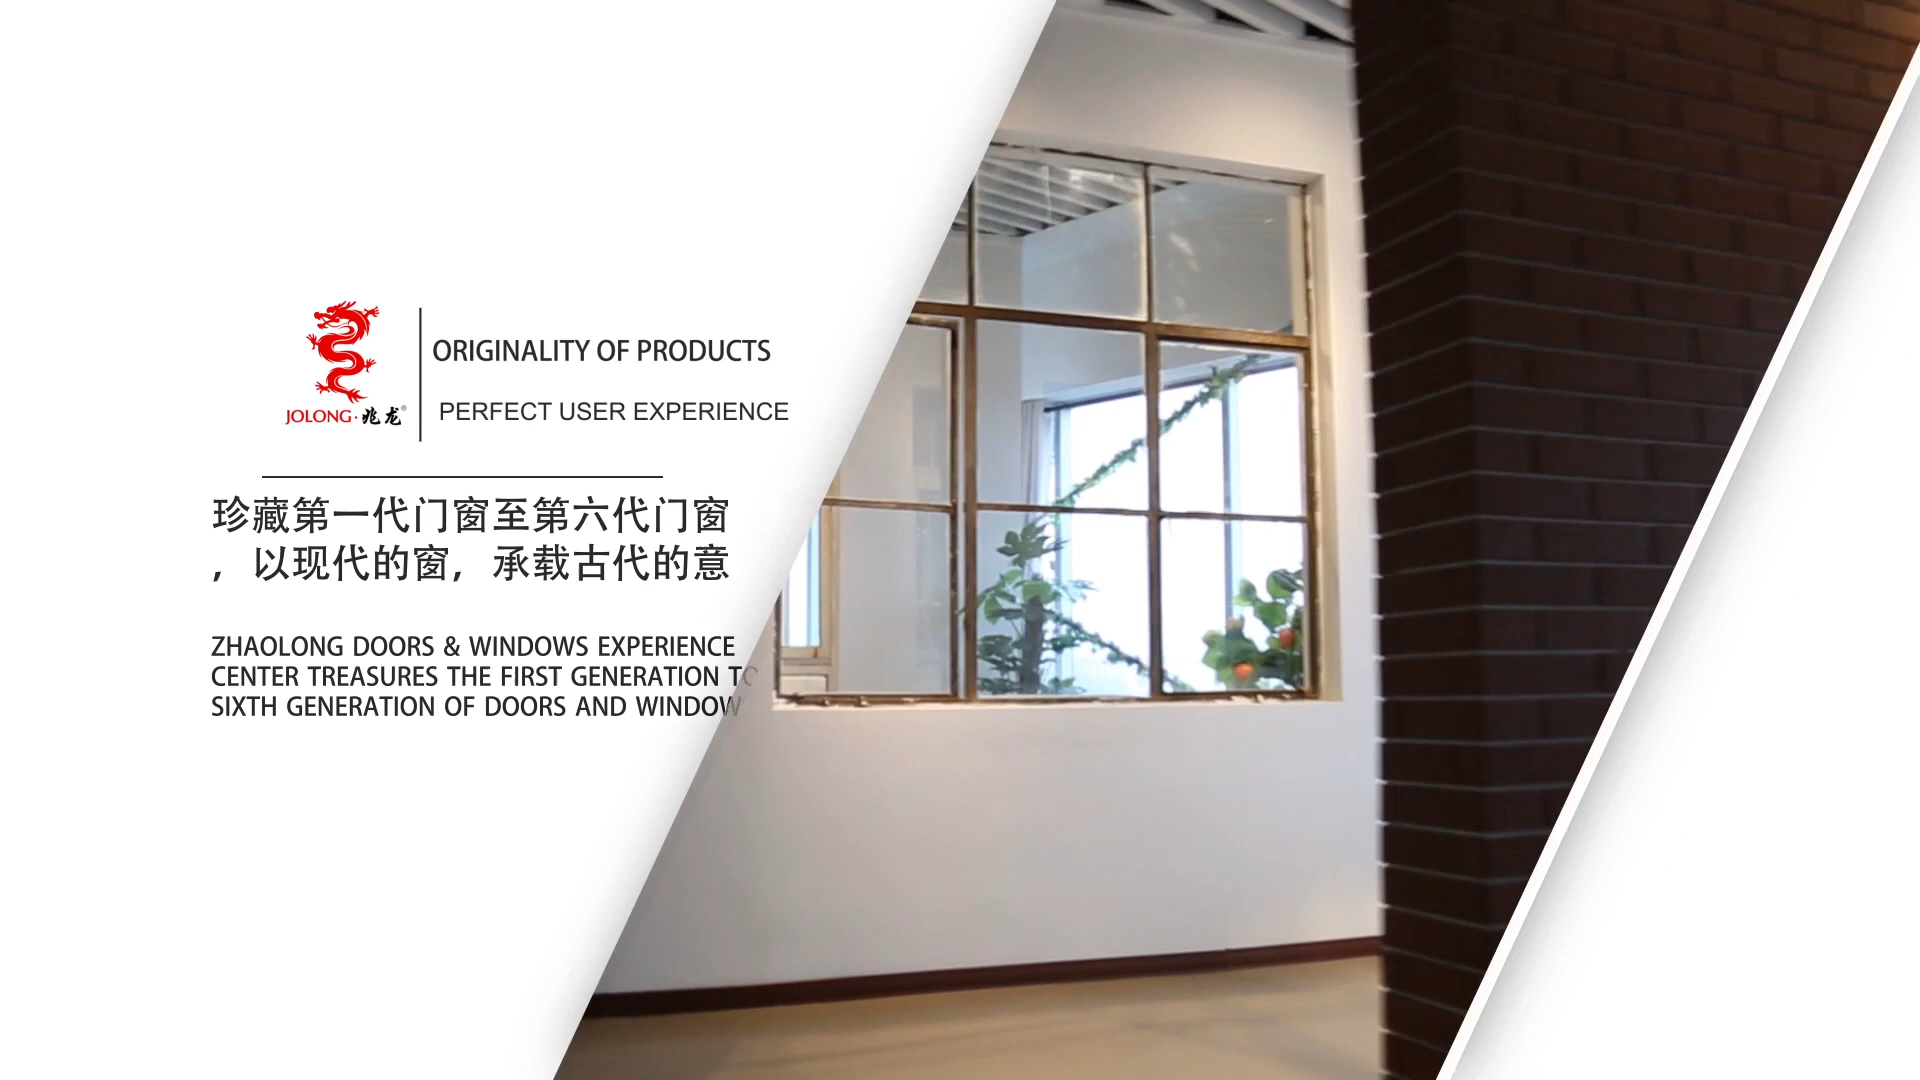 ORIGINALITY OF PRODUCTS
JOLONG·兆龙®
PERFECT USER EXPERIENCE
珍藏第一代门窗至第六代门窗
，以现代的窗，承载古代的意
ZHAOLONG DOORS & WINDOWS EXPERIENCE
CENTER TREASURES THE FIRST GENERATION TO
SIXTH GENERATION OF DOORS AND WINDOW